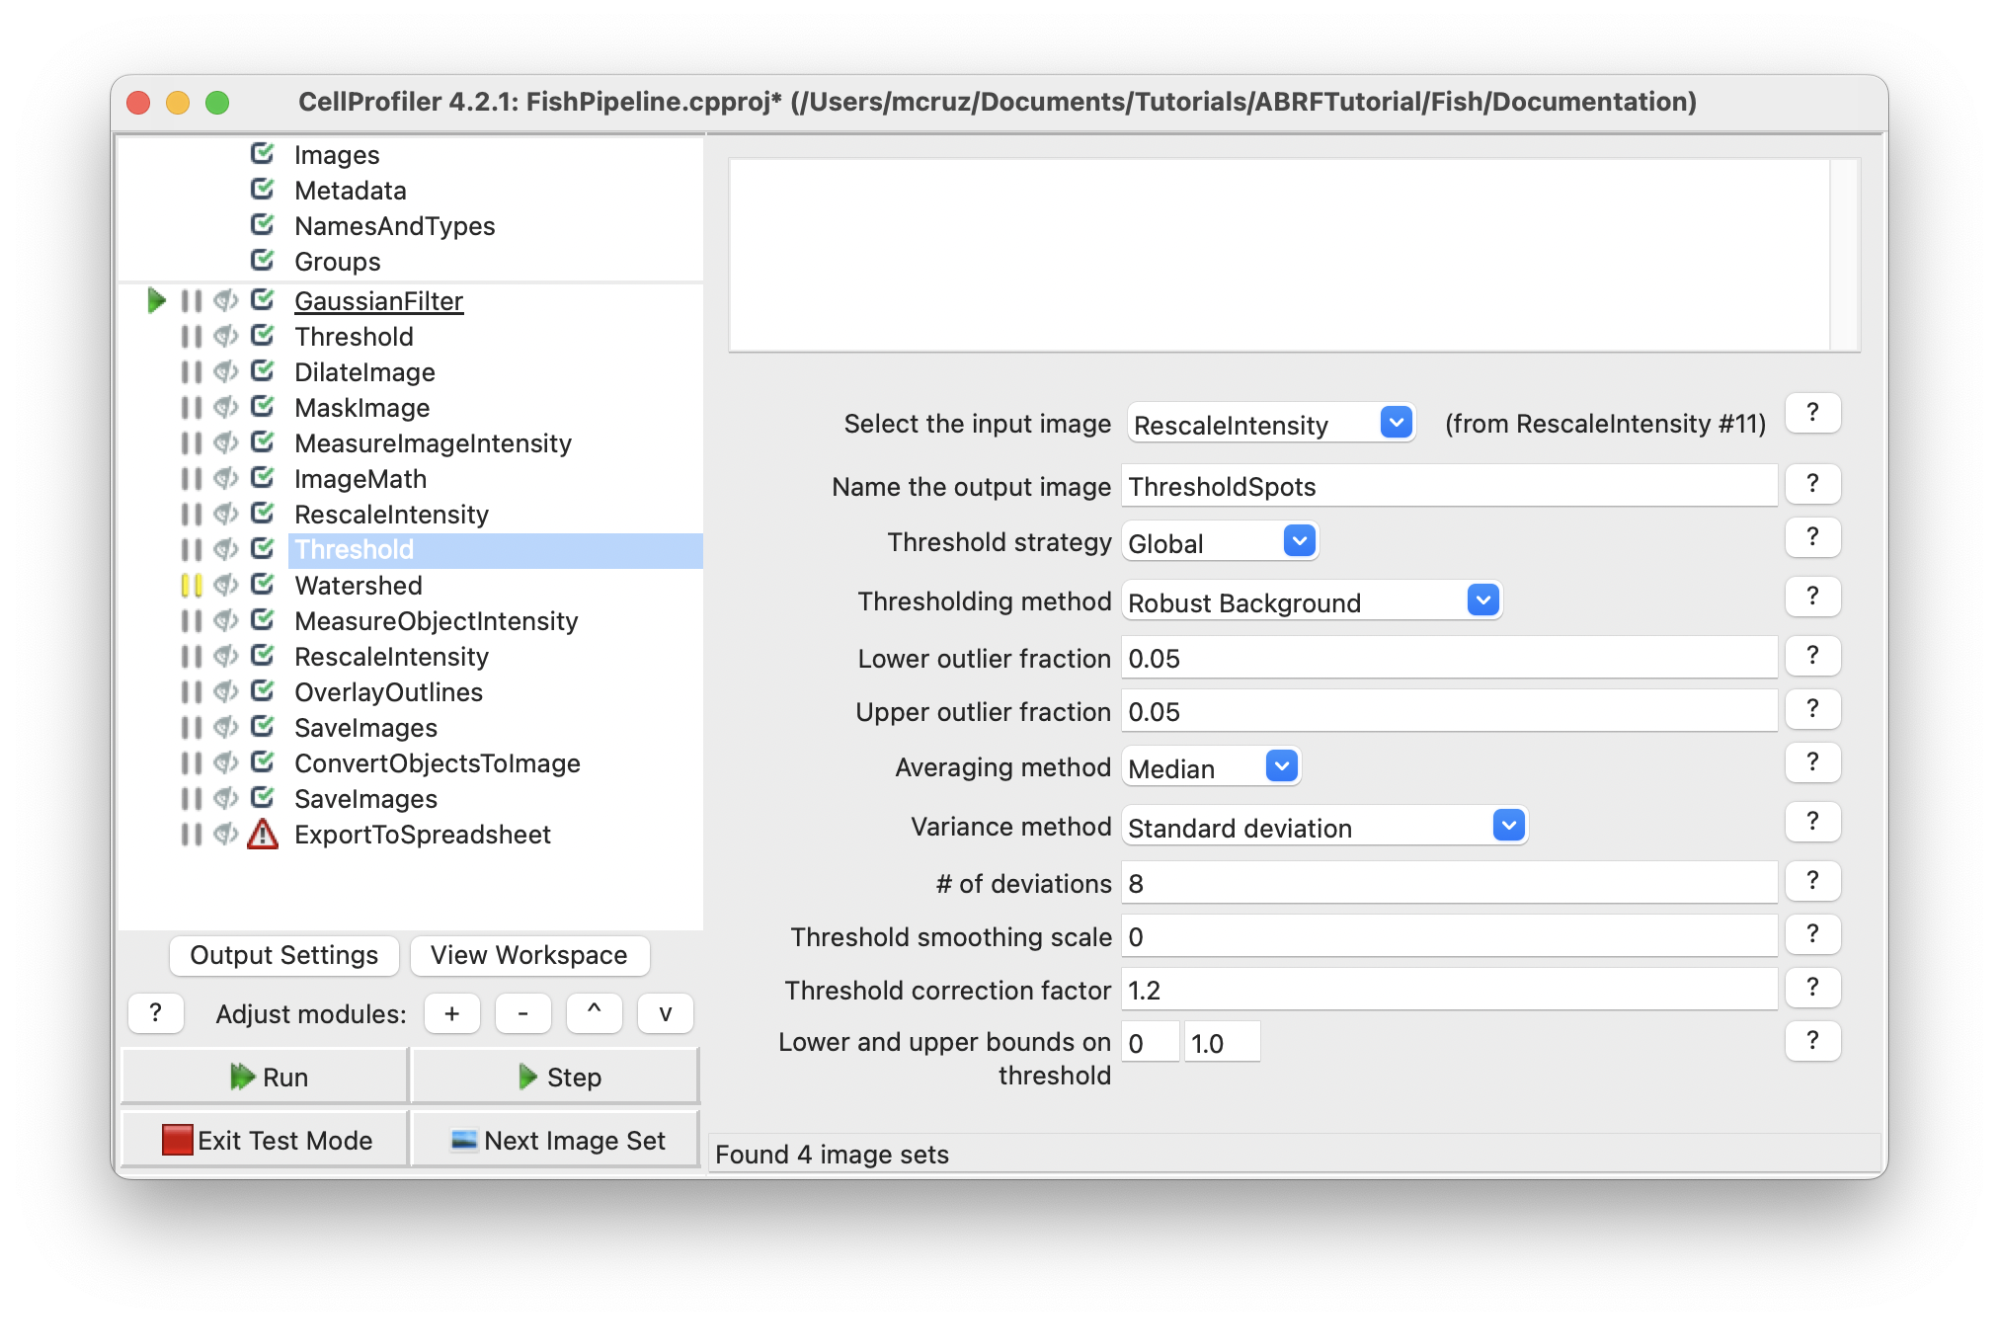 CellProfiler 4.2.1: FishPipeline.cpproj* (/Users/mcruz/Documents/Tutorials/ABRFTutorial/Fish/Documentation)
Images
Metadata
NamesAndTypes
Groups
GaussianFilter
Threshold
DilateImage
MaskImage
MeasureImageIntensity
ImageMath
RescaleIntensity
Threshold
Watershed
MeasureObjectIntensity
RescaleIntensity
OverlayOutlines
SaveImages
ConvertObjectsToImage
SaveImages
ExportToSpreadsheet
Output Settings View Workspace
? Adjust modules: + - ^ v
Run Step
Exit Test Mode Next Image Set
Select the input image RescaleIntensity (from RescaleIntensity #11) ?
Name the output image ThresholdSpots ?
Threshold strategy Global ?
Thresholding method Robust Background ?
Lower outlier fraction 0.05 ?
Upper outlier fraction 0.05 ?
Averaging method Median ?
Variance method Standard deviation ?
# of deviations 8 ?
Threshold smoothing scale 0 ?
Threshold correction factor 1.2 ?
Lower and upper bounds on 0 1.0 ?
threshold
Found 4 image sets